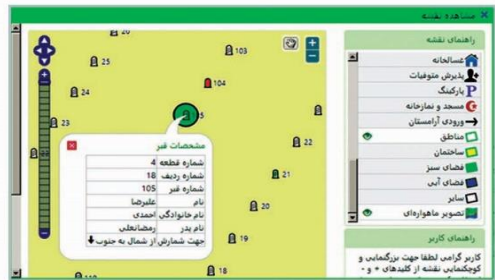 مشاهده نقشه
راهنمای نقشه
غسالخانه
پذیرش متوفیات
P پارکینگ
مسجد و نمازخانه
ورودی آرامستان
مناطق
ساختمان
فضای سبز
فضای آبی
سایر
تصویر ماهواره‌ای
راهنمای کاربر
کاربر گرامی لطفا جهت بزرگنمایی و
کوچکنمایی نقشه از کلیدهای + و -
20
103
25
104
24
23
22
21
20
19
18
مشخصات قبر
شماره قطعه 4
شماره ردیف 18
شماره قبر 105
نام علیرضا
نام خانوادگی احمدی
نام پدر رمضانعلی
جهت شمارش از شمال به جنوب